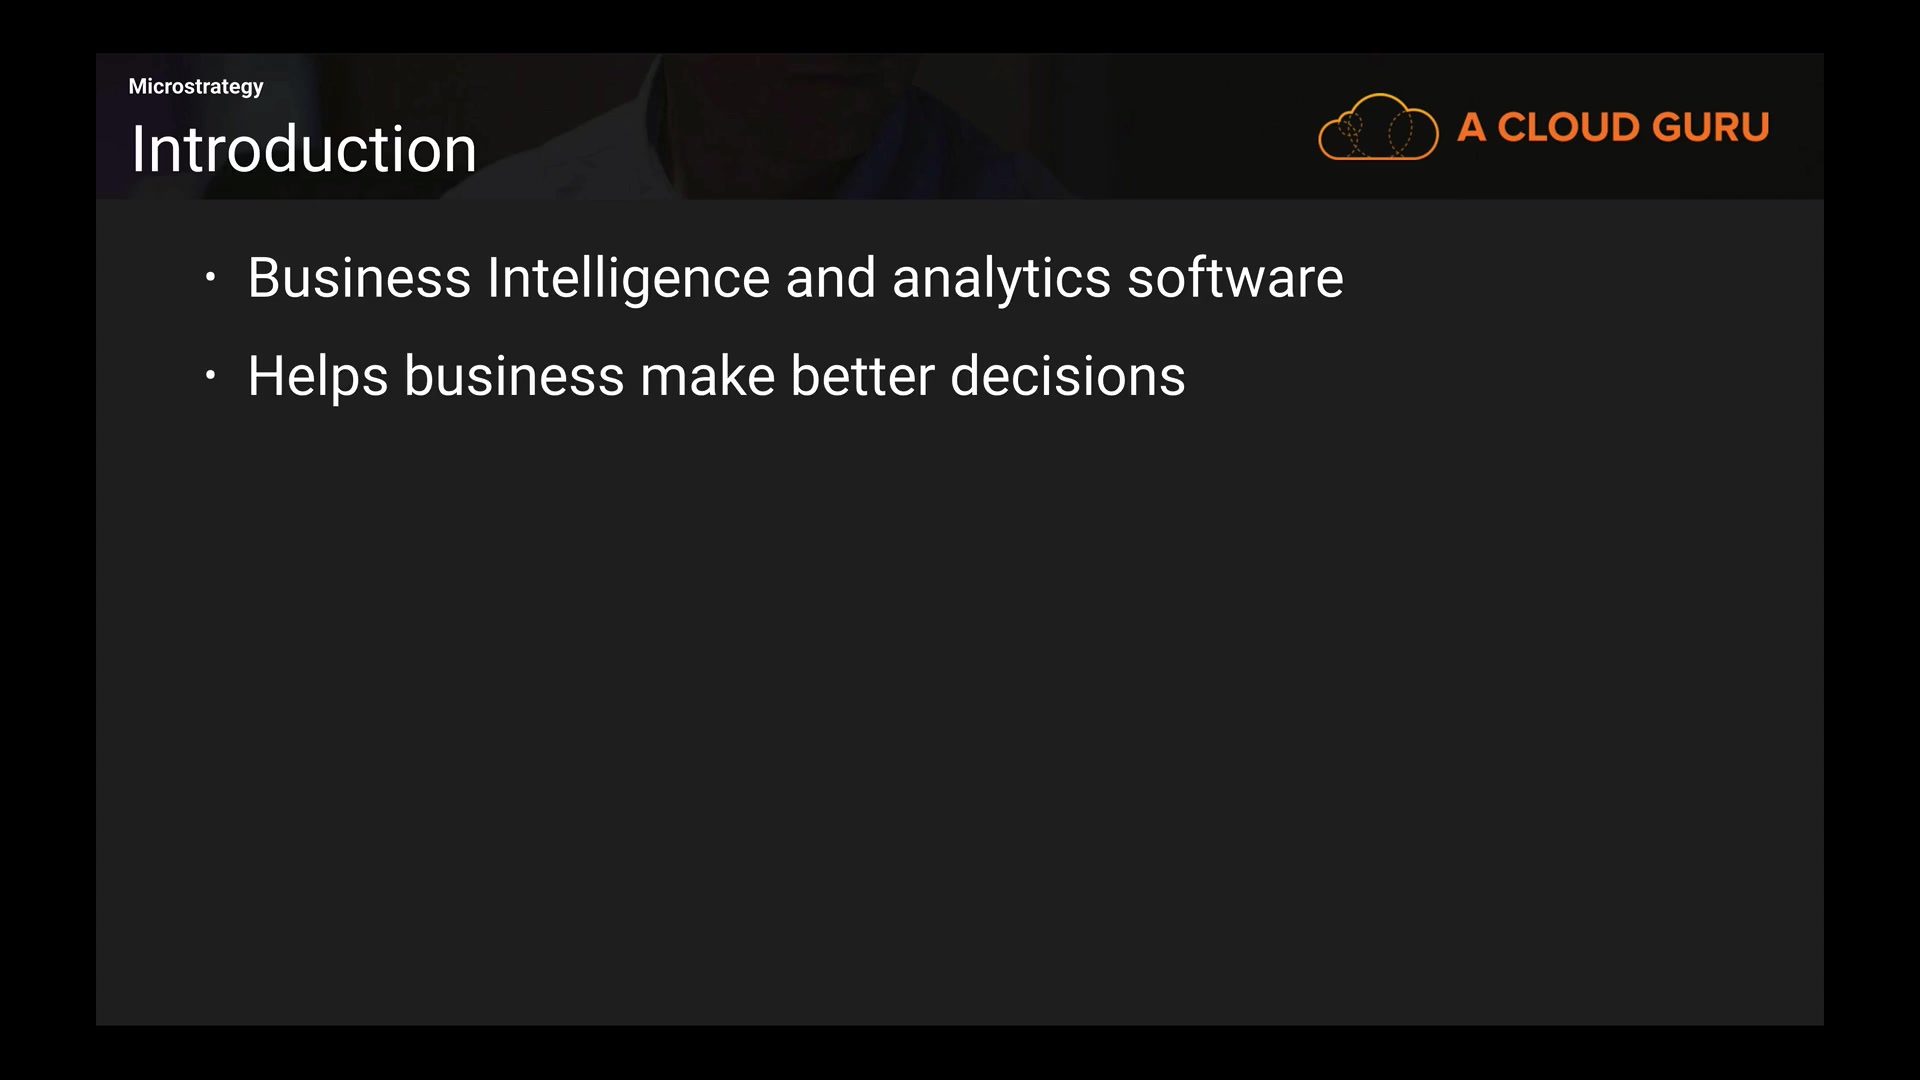 Microstrategy
Introduction
A CLOUD GURU
• Business Intelligence and analytics software
• Helps business make better decisions